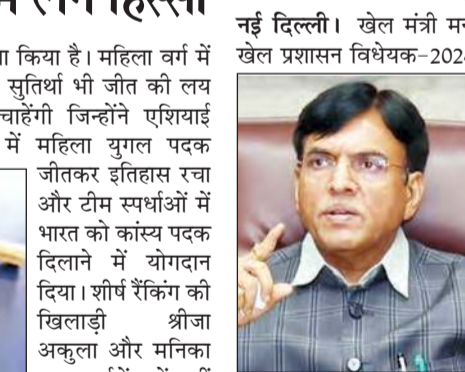 हिस्सा
ा किया है। महिला वर्ग में
सुतिर्था भी जीत की लय
चाहेंगी जिन्होंने एशियाई
में महिला युगल पदक
जीतकर इतिहास रचा
और टीम स्पर्धाओं में
भारत को कांस्य पदक
दिलाने में योगदान
दिया। शीर्ष रैंकिंग की
खिलाड़ी श्रीजा
अकुला और मनिका
नई दिल्ली। खेल मंत्री
खेल प्रशासन विधेयक-202